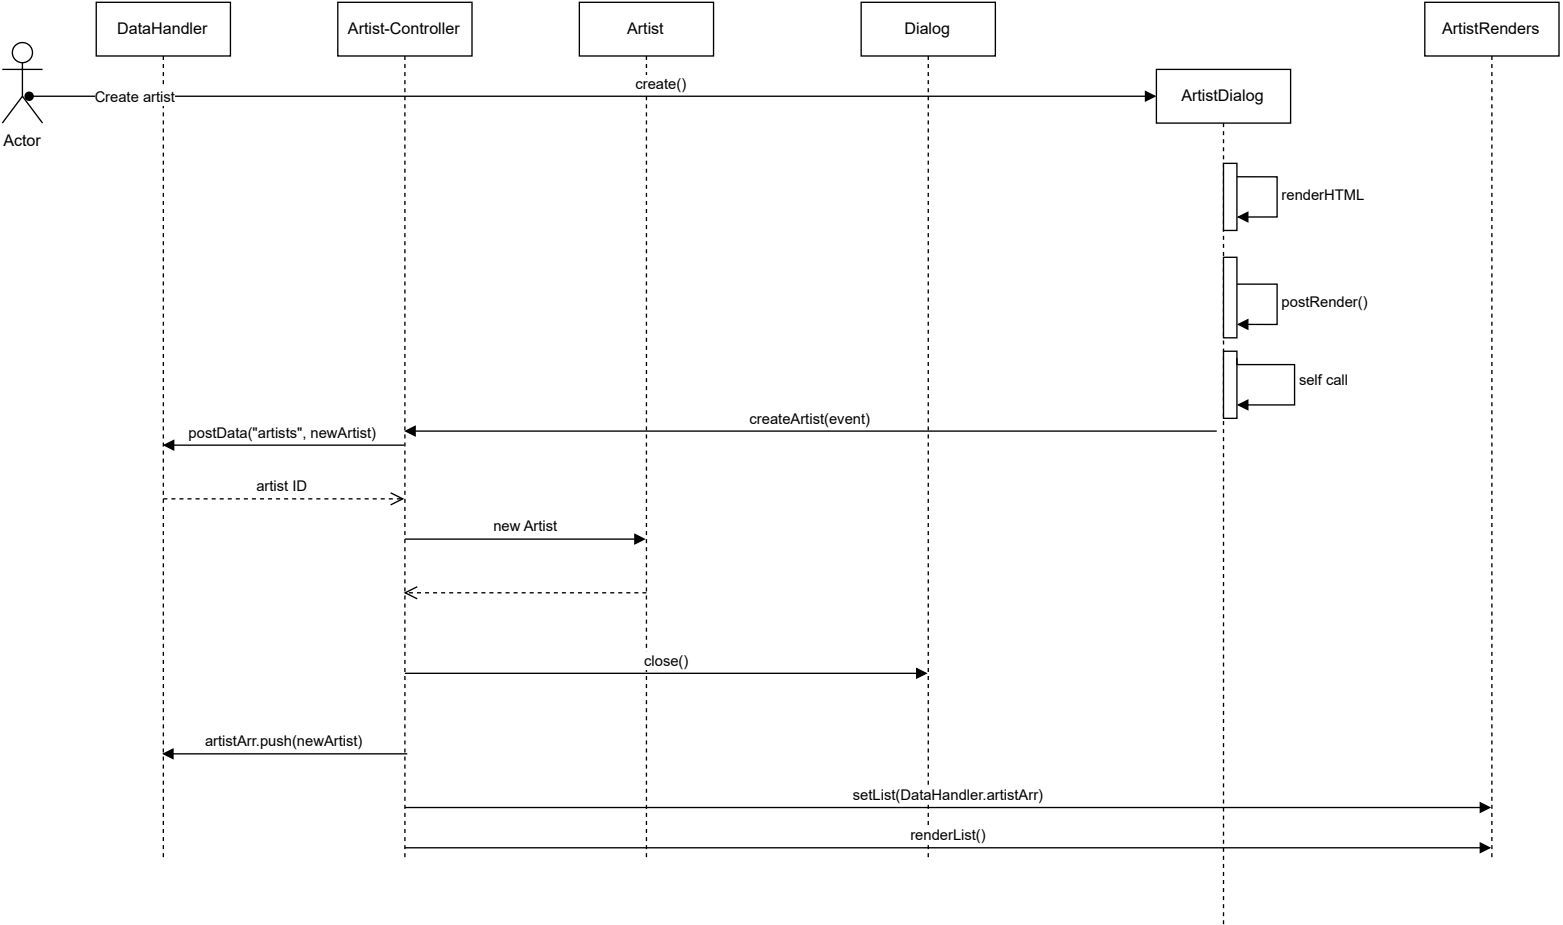 DataHandler
Artist-Controller
Artist
Dialog
ArtistRenders
Actor
Create artist
create()
ArtistDialog
renderHTML
postRender()
self call
createArtist(event)
postData("artists", newArtist)
artist ID
new Artist
close()
artistArr.push(newArtist)
setList(DataHandler.artistArr)
renderList()